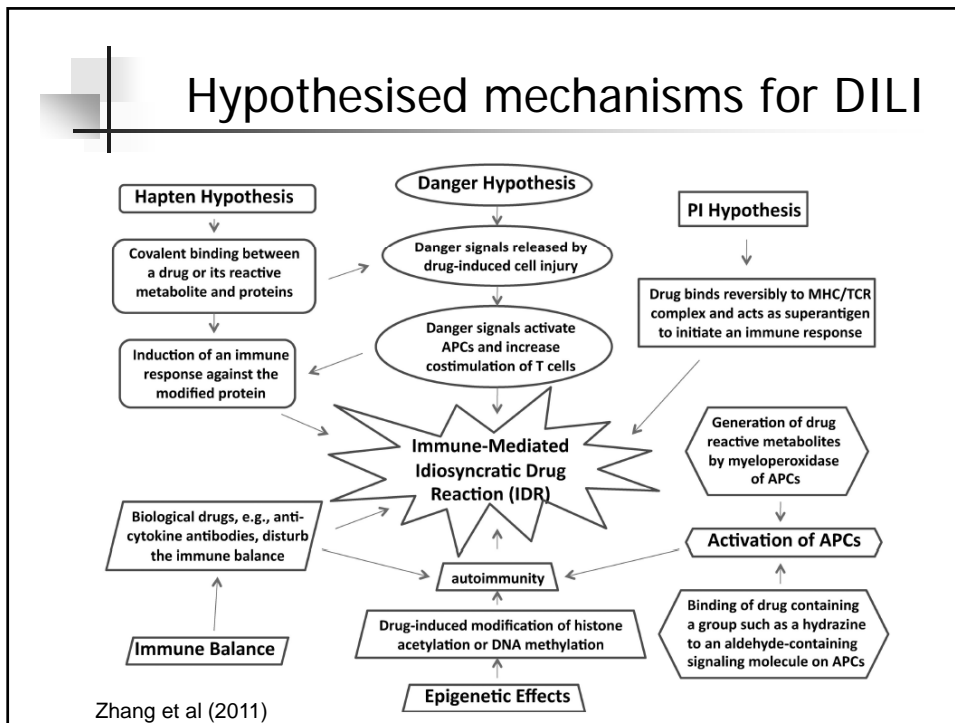 Hypothesised mechanisms for DILI
Hapten Hypothesis
Covalent binding between
a drug or its reactive
metabolite and proteins
Induction of an immune
response against the
modified protein
Danger Hypothesis
Danger signals released by
drug-induced cell injury
Danger signals activate
APCs and increase
costimulation of T cells
PI Hypothesis
Drug binds reversibly to MHC/TCR
complex and acts as superantigen
to initiate an immune response
Immune-Mediated
Idiosyncratic Drug
Reaction (IDR)
Generation of drug
reactive metabolites
by myeloperoxidase
of APCs
Activation of APCs
Binding of drug containing
a group such as a hydrazine
to an aldehyde-containing
signaling molecule on APCs
Biological drugs, e.g., anti-
cytokine antibodies, disturb
the immune balance
Immune Balance
autoimmunity
Drug-induced modification of histone
acetylation or DNA methylation
Epigenetic Effects
Zhang et al (2011)